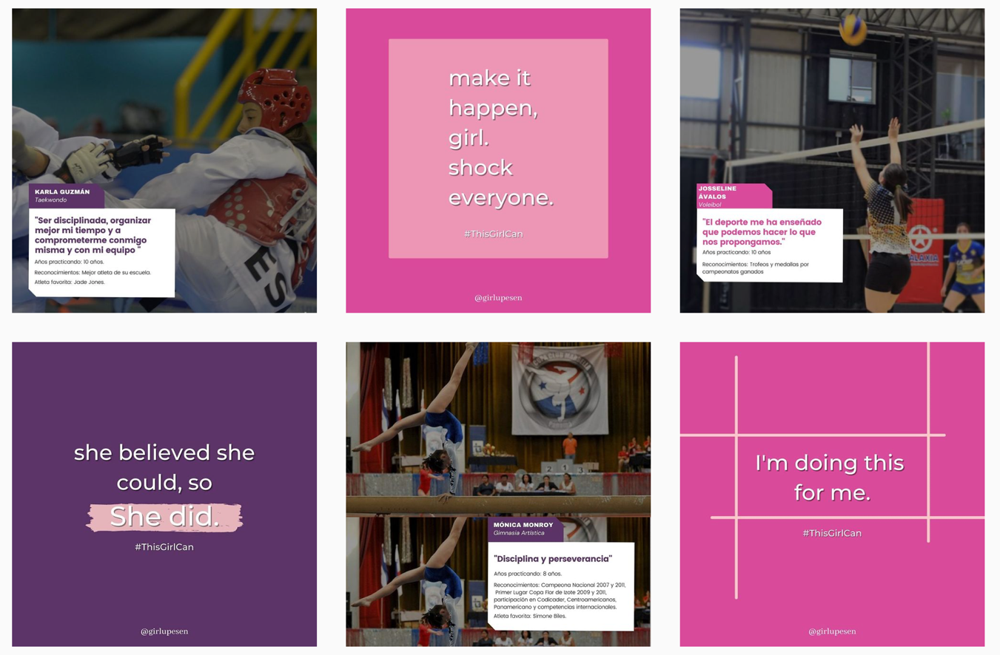 KARLA GUZMÁN
Taekwondo
"Ser disciplinada, organizar
mejor mi tiempo y a
comprometerme conmigo
misma y con mi equipo "
Años practicando: 10 años.
Reconocimientos: Mejor atleta de su escuela.
Atleta favorita: Jade Jones.
ES
make it
happen,
girl.
shock
everyone.
#ThisGirlCan
@girlupesen
JOSSELINE
ÁVALOS
Voleibol
"El deporte me ha enseñado
que podemos hacer lo que
nos propongamos."
Años practicando: 10 años
Reconocimientos: Trofeos y medallas por
campeonatos ganados
she believed she
could, so
She did.
#ThisGirlCan
@girlupesen
2 1 3
MÓNICA MONROY
Gimnasia Artística
"Disciplina y perseverancia"
Años practicando: 8 años.
Reconocimientos: Campeona Nacional 2007 y 2011,
Primer Lugar Copa Flor de Izote 2009 y 2011,
participación en Codicader, Centroamericanos,
Panamericano y competencias internacionales.
Atleta favorita: Simone Biles.
I'm doing this
for me.
#ThisGirlCan
@girlupesen